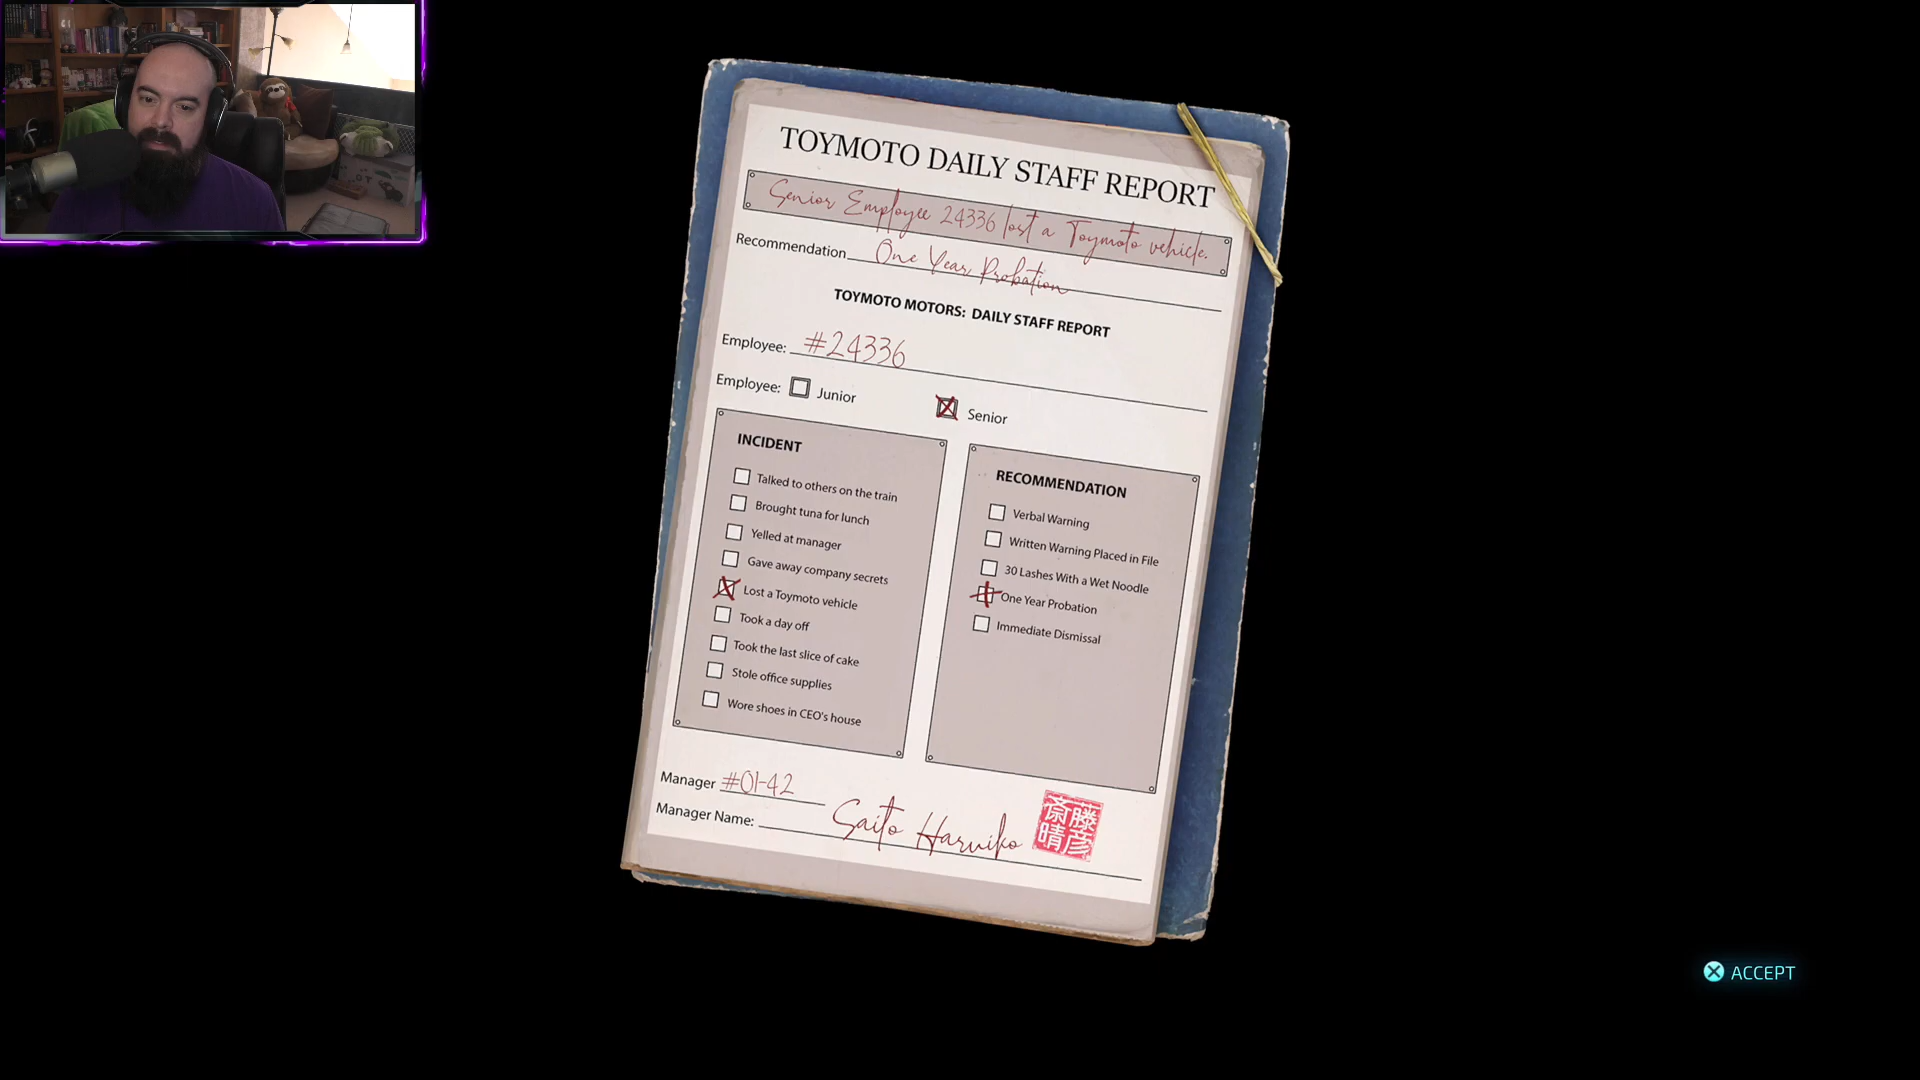 TOYMOTO DAILY STAFF REPORT
Senior Employee 24336 lost a Toymoto vehicle.
Recommendation One Year Probation
TOYMOTO MOTORS: DAILY STAFF REPORT
Employee: #24336
Employee: Junior Senior
INCIDENT
Talked to others on the train
Brought tuna for lunch
Yelled at manager
Gave away company secrets
Lost a Toymoto vehicle
Took a day off
Took the last slice of cake
Stole office supplies
Wore shoes in CEO's house
RECOMMENDATION
Verbal Warning
Written Warning Placed in File
30 Lashes With a Wet Noodle
One Year Probation
Immediate Dismissal
Manager #01-42
Manager Name: Saito Haruiko
斎藤
晴彦
ACCEPT